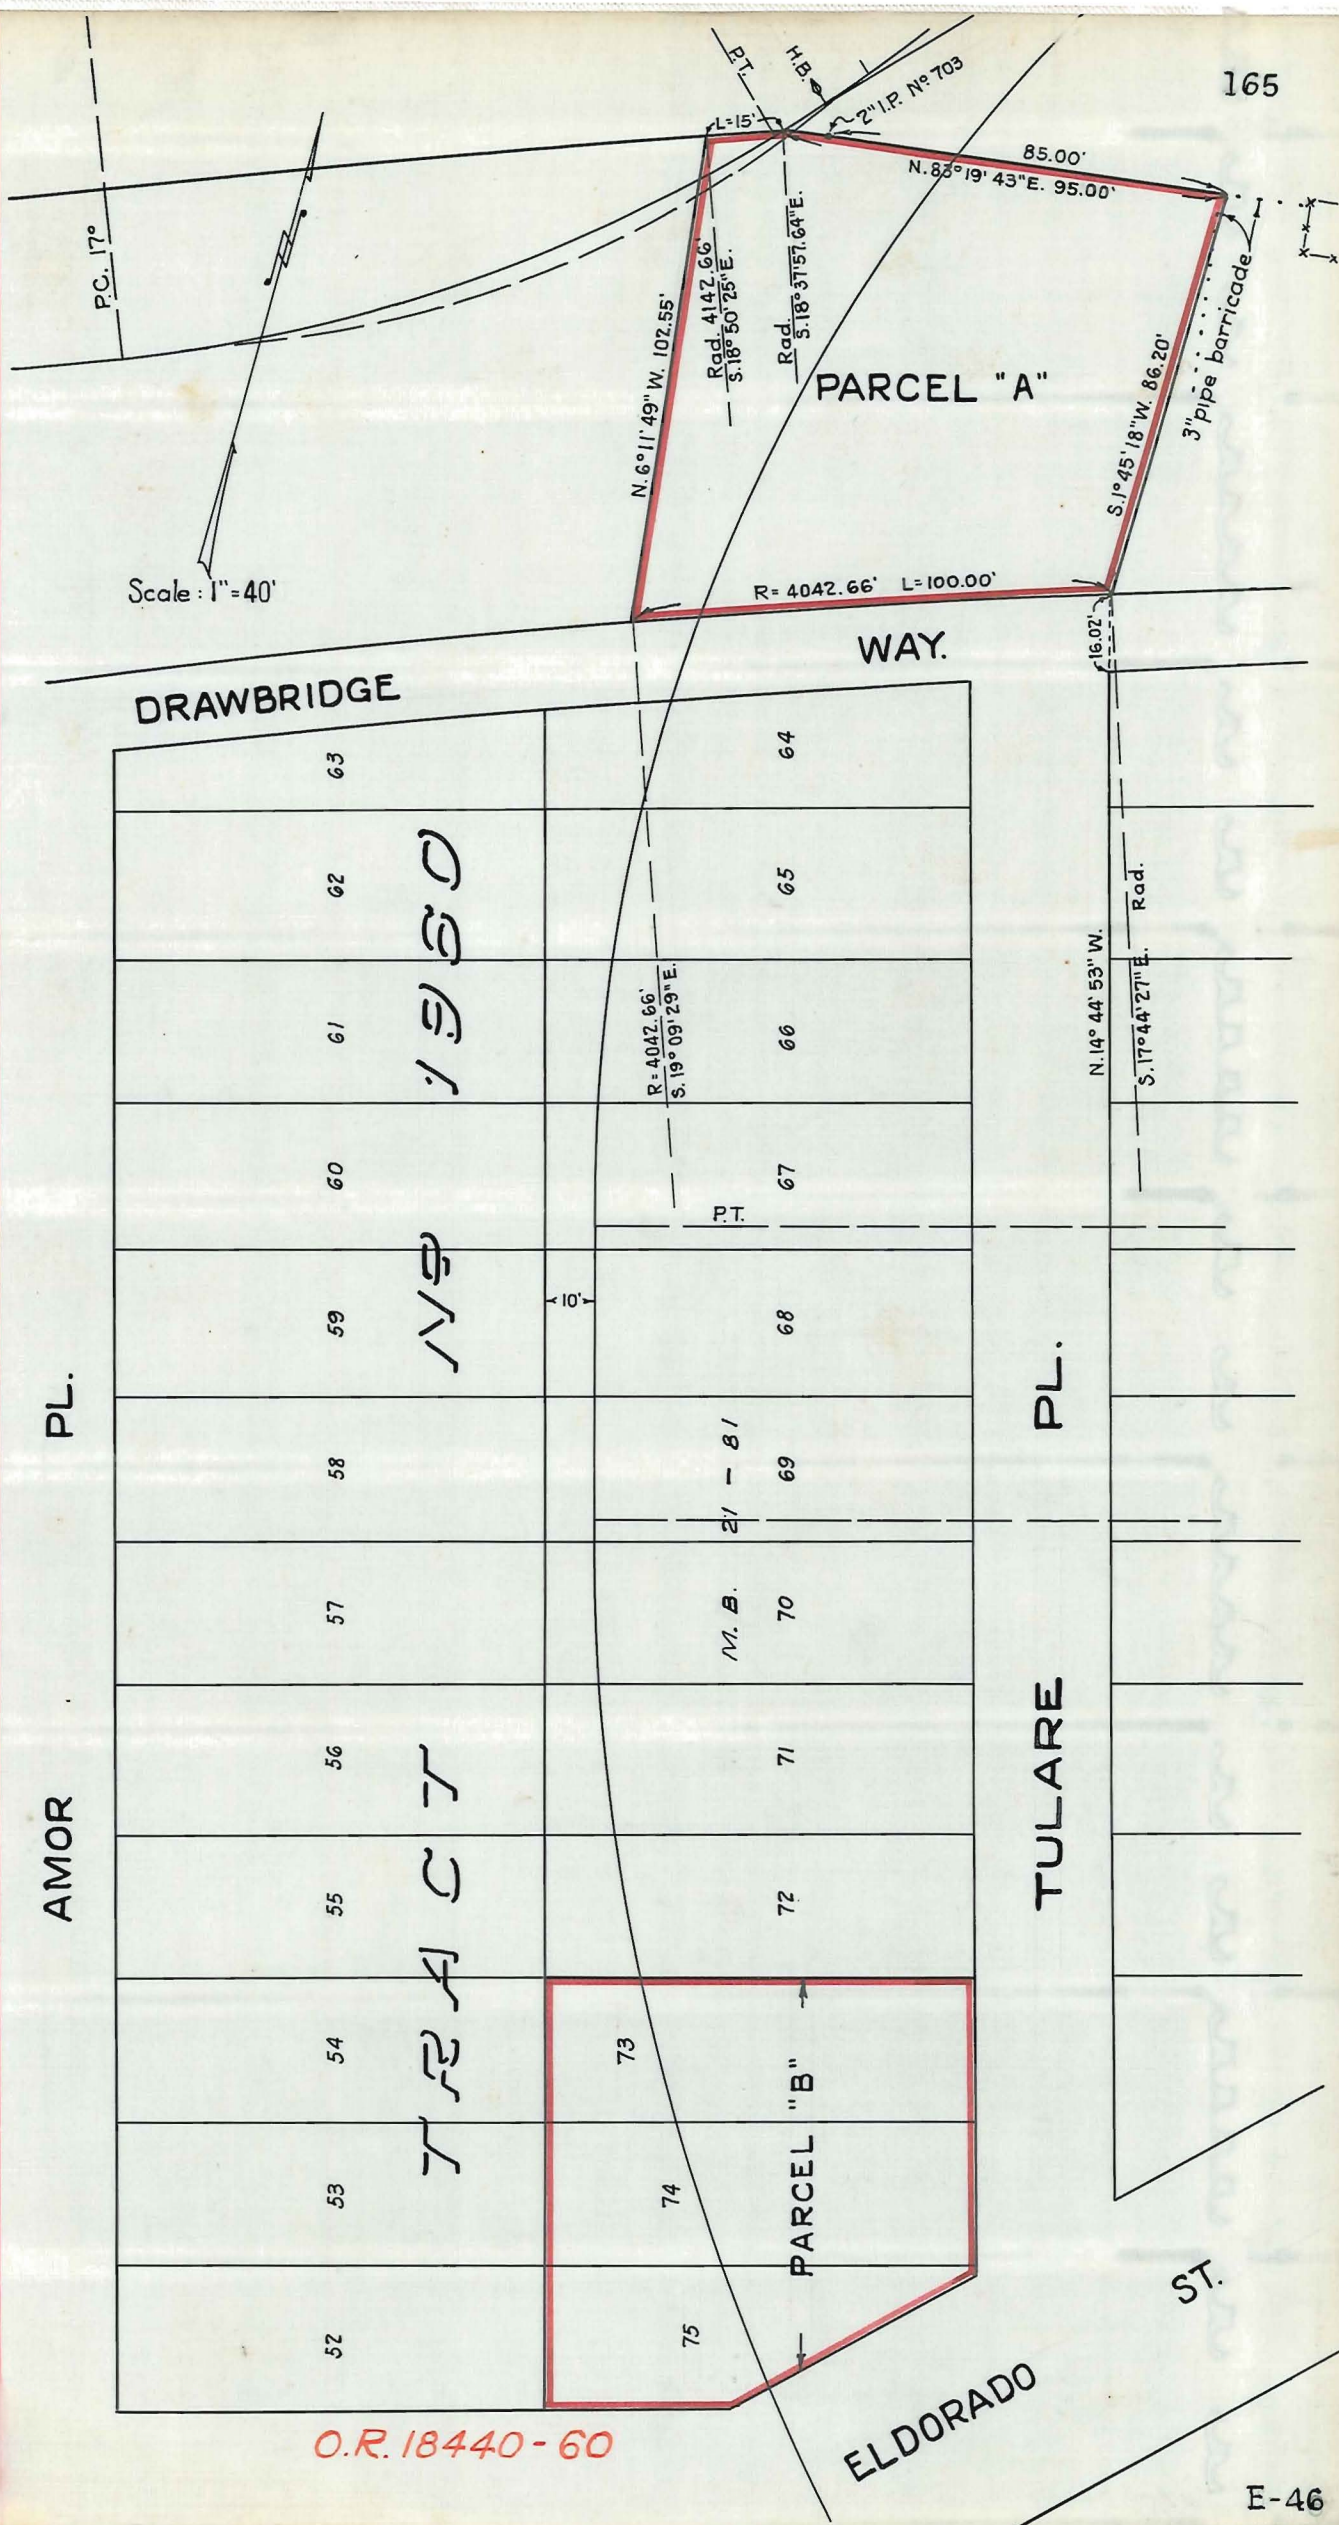 165
P.T.
H.B.
2" I.P. Nº 703
L=15'
85.00'
N. 83° 19' 43" E. 95.00'
P.C. 17°
Rad. 4142.66'
S. 18° 50' 25" E.
Rad.
S. 18° 37' 57.64" E.
N. 6° 11' 49" W. 102.55'
PARCEL "A"
S. 1° 45' 18" W. 86.20'
3" pipe barricade
Scale : 1" = 40'
R = 4042.66' L = 100.00'
16.02'
DRAWBRIDGE WAY.
63
64
62
65
61
66
60
67
59
68
58
69
57
70
56
71
55
72
54
73
53
74
52
75
R = 4042.66'
S. 19° 09' 29" E.
N. 14° 44' 53" W.
S. 17° 44' 27" E. Rad.
P.T.
10'
TRACT Nº 1950
M. B. 21 - 81
AMOR PL.
TULARE PL.
PARCEL "B"
ELDORADO ST.
O.R. 18440 - 60
E-46